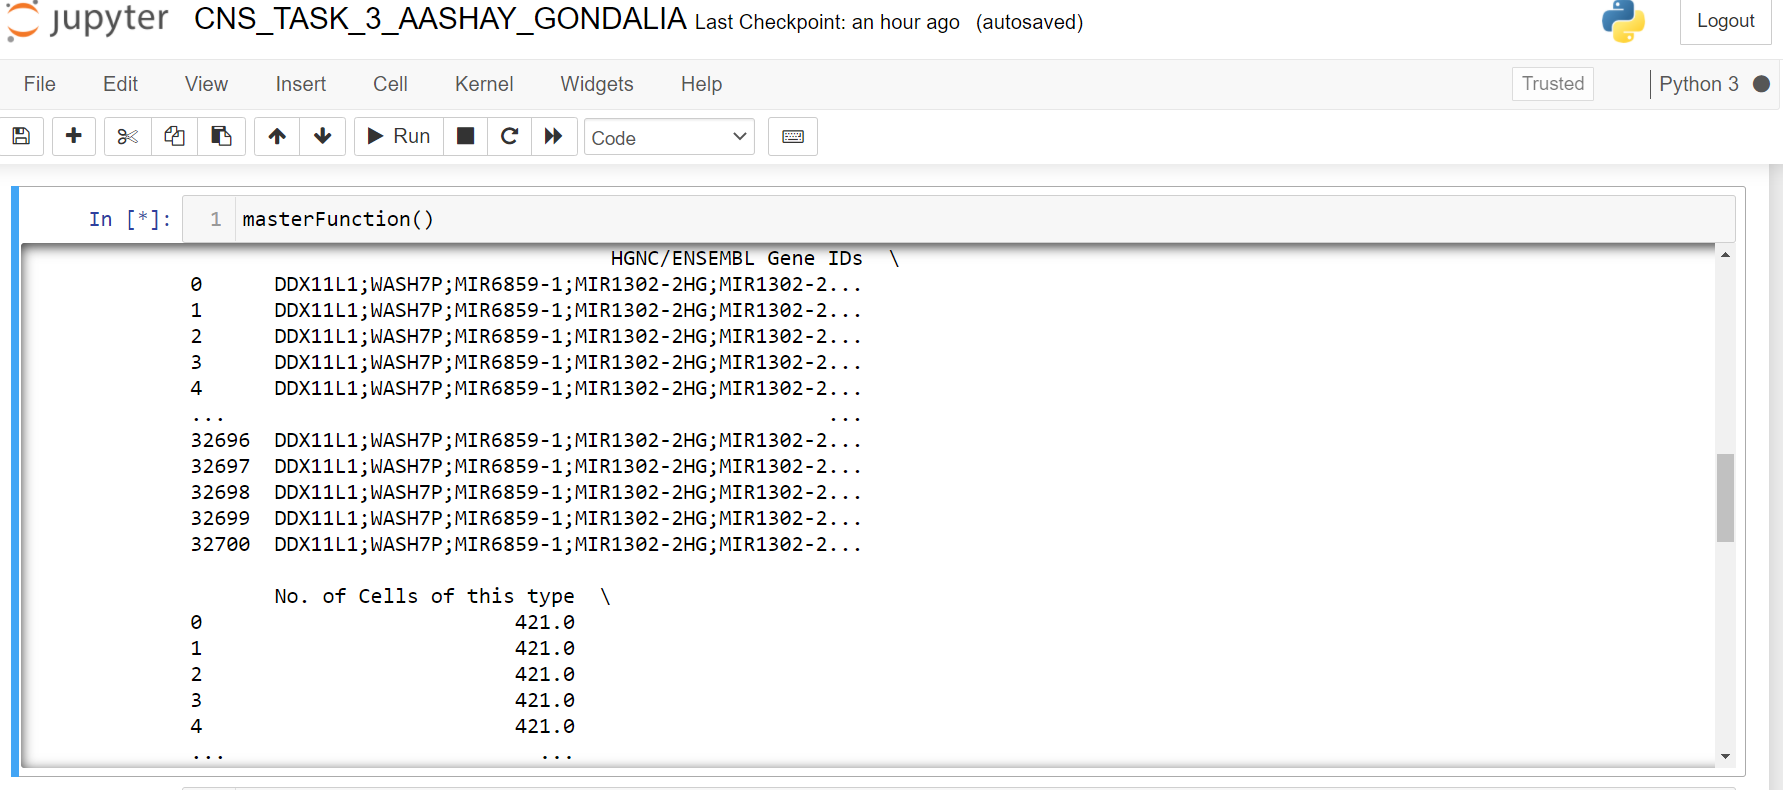 jupyter CNS_TASK_3_AASHAY_GONDALIA Last Checkpoint: an hour ago (autosaved) Logout
File Edit View Insert Cell Kernel Widgets Help Trusted Python 3
Run Code
In [*]: 1 masterFunction()
HGNC/ENSEMBL Gene IDs \
0 DDX11L1;WASH7P;MIR6859-1;MIR1302-2HG;MIR1302-2...
1 DDX11L1;WASH7P;MIR6859-1;MIR1302-2HG;MIR1302-2...
2 DDX11L1;WASH7P;MIR6859-1;MIR1302-2HG;MIR1302-2...
3 DDX11L1;WASH7P;MIR6859-1;MIR1302-2HG;MIR1302-2...
4 DDX11L1;WASH7P;MIR6859-1;MIR1302-2HG;MIR1302-2...
... ...
32696 DDX11L1;WASH7P;MIR6859-1;MIR1302-2HG;MIR1302-2...
32697 DDX11L1;WASH7P;MIR6859-1;MIR1302-2HG;MIR1302-2...
32698 DDX11L1;WASH7P;MIR6859-1;MIR1302-2HG;MIR1302-2...
32699 DDX11L1;WASH7P;MIR6859-1;MIR1302-2HG;MIR1302-2...
32700 DDX11L1;WASH7P;MIR6859-1;MIR1302-2HG;MIR1302-2...
No. of Cells of this type \
0 421.0
1 421.0
2 421.0
3 421.0
4 421.0
... ...